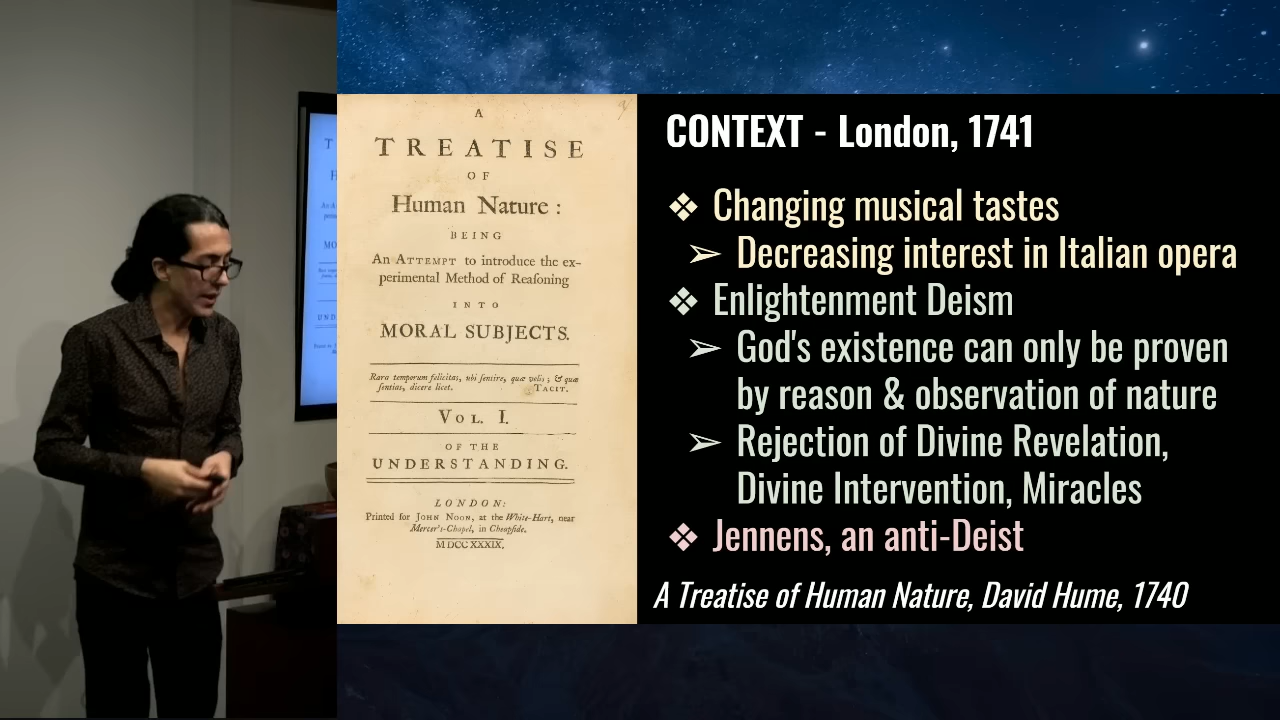 A
TREATISE
OF
Human Nature :
BEING
An ATTEMPT to introduce the ex-
perimental Method of Reaſoning
INTO
MORAL SUBJECTS.
Rara temporum felicitas, ubi ſentire, quæ velis; & quæ
ſentias, dicere licet. TACIT.
VOL. I.
OF THE
UNDERSTANDING.
LONDON:
Printed for JOHN NOON, at the White-Hart, near
Mercer's-Chapel, in Cheapſide.
MDCCXXXIX.
CONTEXT - London, 1741
❖ Changing musical tastes
➢ Decreasing interest in Italian opera
❖ Enlightenment Deism
➢ God's existence can only be proven
by reason & observation of nature
➢ Rejection of Divine Revelation,
Divine Intervention, Miracles
❖ Jennens, an anti-Deist
A Treatise of Human Nature, David Hume, 1740